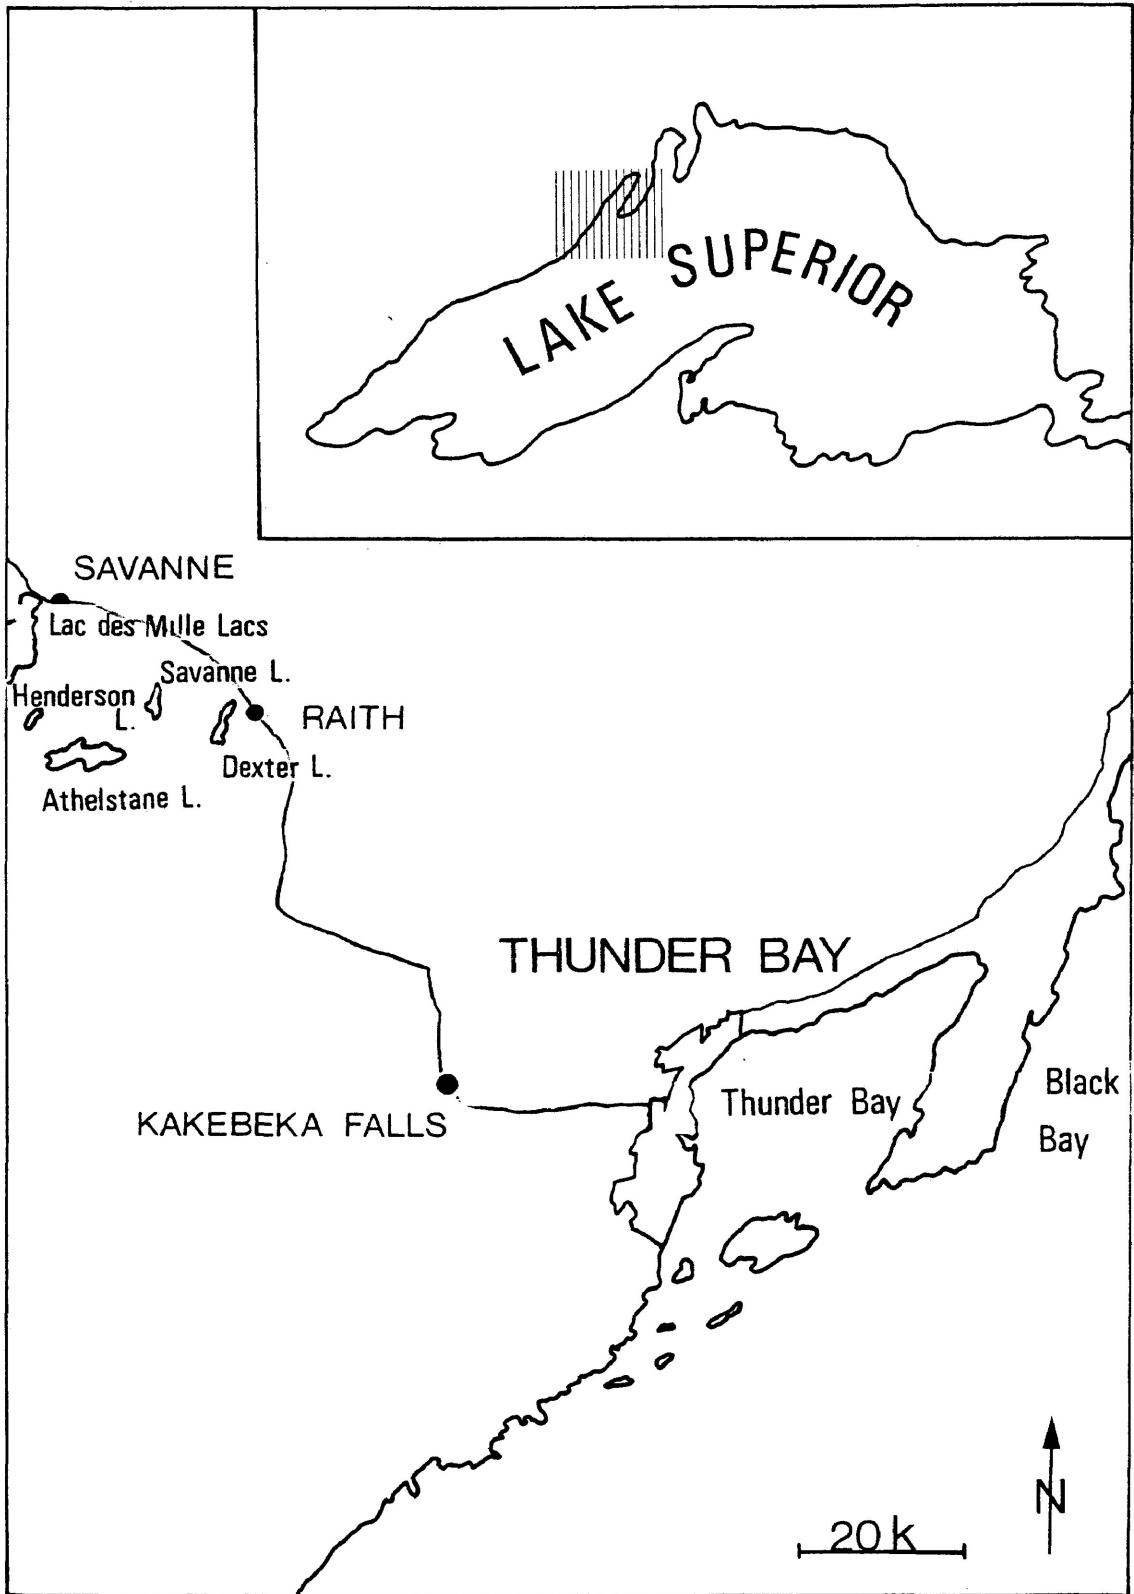 LAKE SUPERIOR
SAVANNE
Lac des Mille Lacs
Savanne L.
Henderson
L.
RAITH
Dexter L.
Athelstane L.
THUNDER BAY
Thunder Bay
Black
Bay
KAKEBEKA FALLS
N
20 k